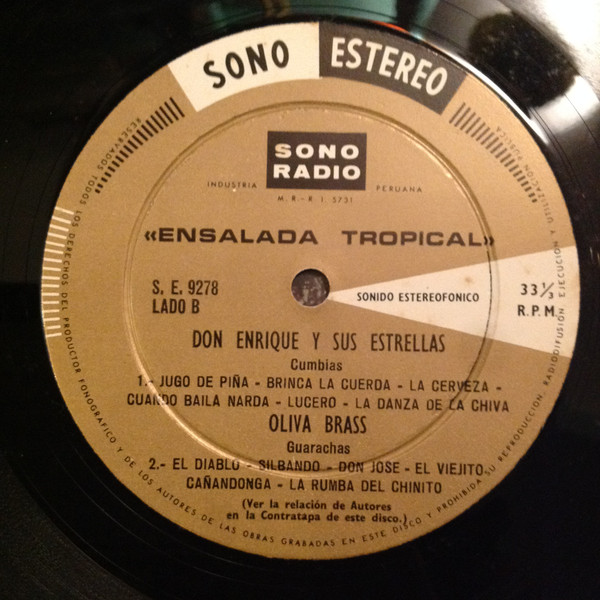 SONO ESTEREO
SONO
RADIO
INDUSTRIA PERUANA
M. R.-R. I. 5731
«ENSALADA TROPICAL»
S. E. 9278
LADO B
SONIDO ESTEREOFONICO
33 1/3
R.P.M.
DON ENRIQUE Y SUS ESTRELLAS
Cumbias
1.- JUGO DE PIÑA - BRINCA LA CUERDA - LA CERVEZA -
CUANDO BAILA NARDA - LUCERO - LA DANZA DE LA CHIVA
OLIVA BRASS
Guarachas
2.- EL DIABLO - SILBANDO - DON JOSE - EL VIEJITO
CAÑANDONGA - LA RUMBA DEL CHINITO
(Ver la relación de Autores
en la Contratapa de este disco.)
RESERVADOS TODOS LOS DERECHOS DEL PRODUCTOR FONOGRAFICO Y DE LOS AUTORES DE LAS OBRAS GRABADAS EN ESTE DISCO Y PROHIBIDA SU REPRODUCCION, RADIODIFUSION EJECUCION Y UTILIZACION PUBLICA